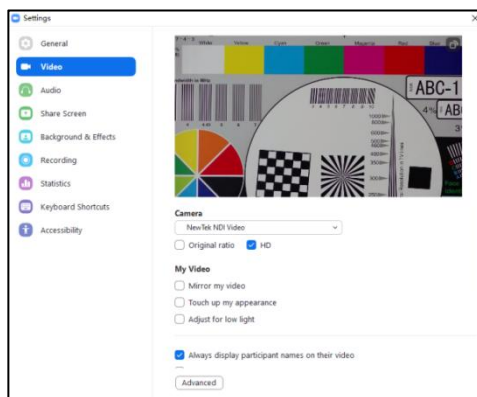 Settings
General
Video
Audio
Share Screen
Background & Effects
Recording
Statistics
Keyboard Shortcuts
Accessibility
White Yellow Cyan Green Magenta Red Blue
ABC-1
4%
Camera
NewTek NDI Video
Original ratio
HD
My Video
Mirror my video
Touch up my appearance
Adjust for low light
Always display participant names on their video
Advanced